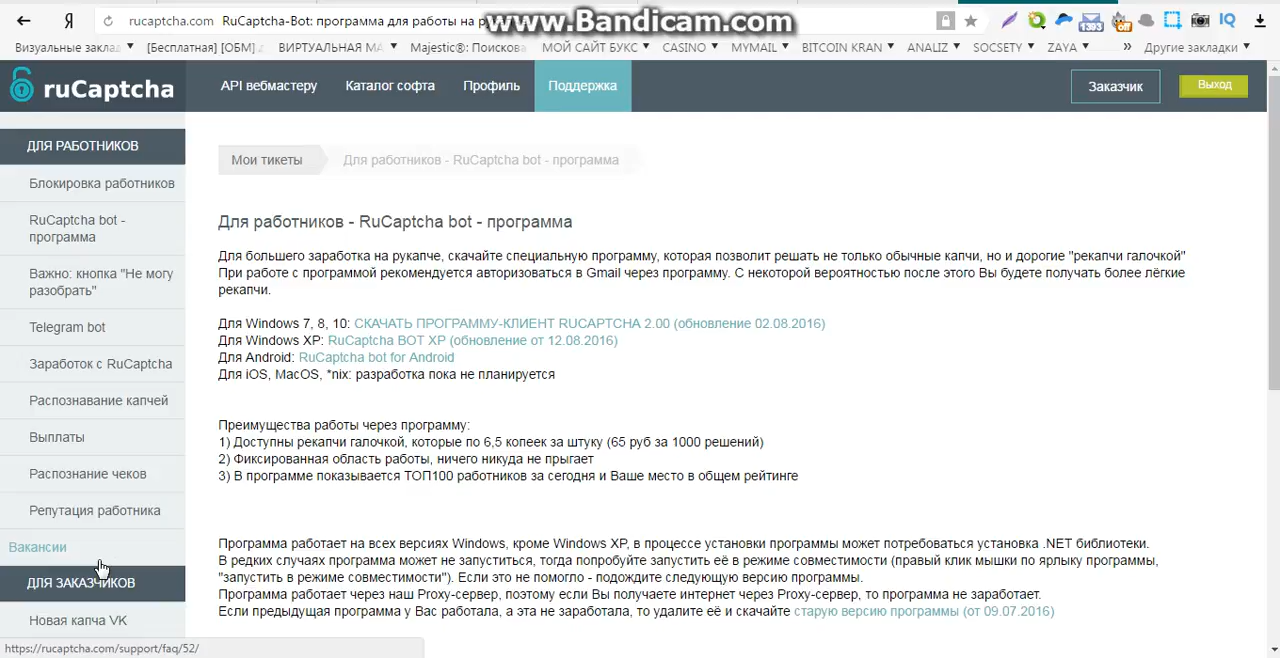 rucaptcha.com RuCaptcha-Bot: программа для работы на
www.Bandicam.com
Визуальные заклад
[Бесплатная] [ОБМ]
ВИРТУАЛЬНАЯ МА
Majestic®: Поискова
МОЙ САЙТ БУКС
CASINO
MYMAIL
BITCOIN KRAN
ANALIZ
SOCSETY
ZAYA
» Другие закладки
ruCaptcha
API вебмастеру
Каталог софта
Профиль
Поддержка
Заказчик
Выход
ДЛЯ РАБОТНИКОВ
Блокировка работников
RuCaptcha bot -
программа
Важно: кнопка "Не могу
разобрать"
Telegram bot
Заработок с RuCaptcha
Распознавание капчей
Выплаты
Распознание чеков
Репутация работника
Вакансии
ДЛЯ ЗАКАЗЧИКОВ
Новая капча VK
Мои тикеты
Для работников - RuCaptcha bot - программа
Для работников - RuCaptcha bot - программа
Для большего заработка на рукапче, скачайте специальную программу, которая позволит решать не только обычные капчи, но и дорогие "рекапчи галочкой"
При работе с программой рекомендуется авторизоваться в Gmail через программу. С некоторой вероятностью после этого Вы будете получать более лёгкие
рекапчи.
Для Windows 7, 8, 10: СКАЧАТЬ ПРОГРАММУ-КЛИЕНТ RUCAPTCHA 2.00 (обновление 02.08.2016)
Для Windows XP: RuCaptcha BOT XP (обновление от 12.08.2016)
Для Android: RuCaptcha bot for Android
Для iOS, MacOS, *nix: разработка пока не планируется
Преимущества работы через программу:
1) Доступны рекапчи галочкой, которые по 6,5 копеек за штуку (65 руб за 1000 решений)
2) Фиксированная область работы, ничего никуда не прыгает
3) В программе показывается ТОП100 работников за сегодня и Ваше место в общем рейтинге
Программа работает на всех версиях Windows, кроме Windows XP, в процессе установки программы может потребоваться установка .NET библиотеки.
В редких случаях программа может не запуститься, тогда попробуйте запустить её в режиме совместимости (правый клик мышки по ярлыку программы,
"запустить в режиме совместимости"). Если это не помогло - подождите следующую версию программы.
Программа работает через наш Proxy-сервер, поэтому если Вы получаете интернет через Proxy-сервер, то программа не заработает.
Если предыдущая программа у Вас работала, а эта не заработала, то удалите её и скачайте старую версию программы (от 09.07.2016)
https://rucaptcha.com/support/faq/52/